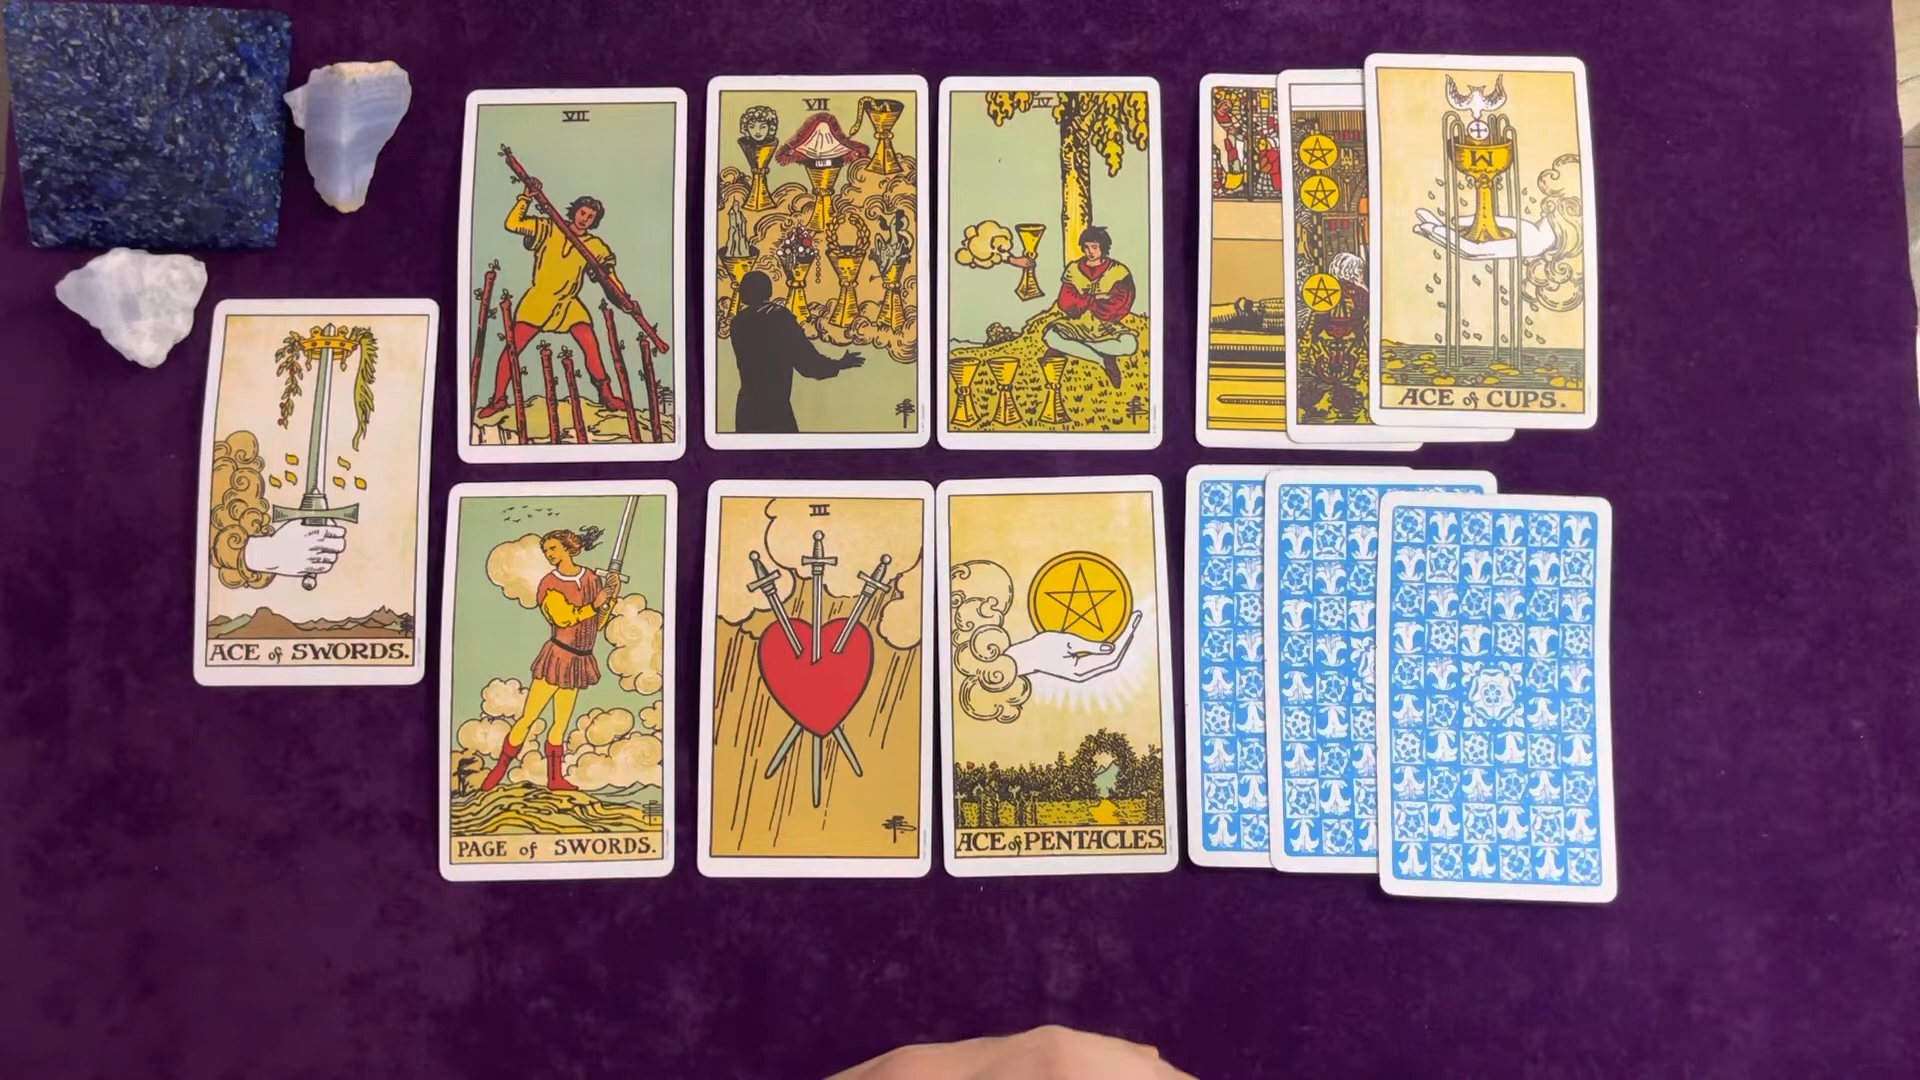 VII
VII
IV
ACE of CUPS.
ACE of SWORDS.
PAGE of SWORDS.
III
ACE of PENTACLES.